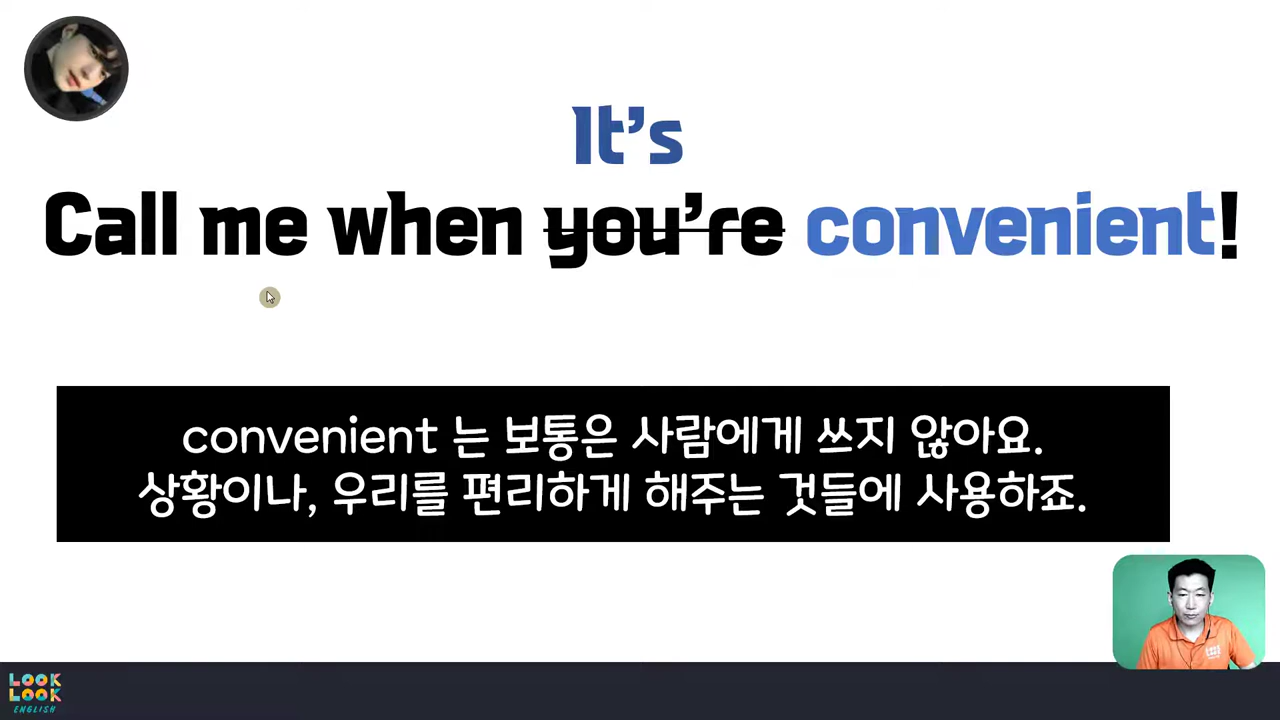 It's
Call me when you're convenient!
convenient 는 보통은 사람에게 쓰지 않아요.
상황이나, 우리를 편리하게 해주는 것들에 사용하죠.
LOOK
LOOK
ENGLISH